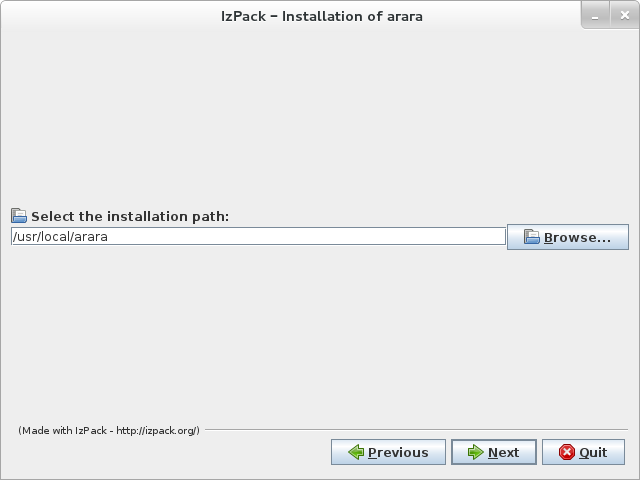 IzPack – Installation of arara
Select the installation path:
/usr/local/arara
Browse...
(Made with IzPack - http://izpack.org/)
Previous
Next
Quit